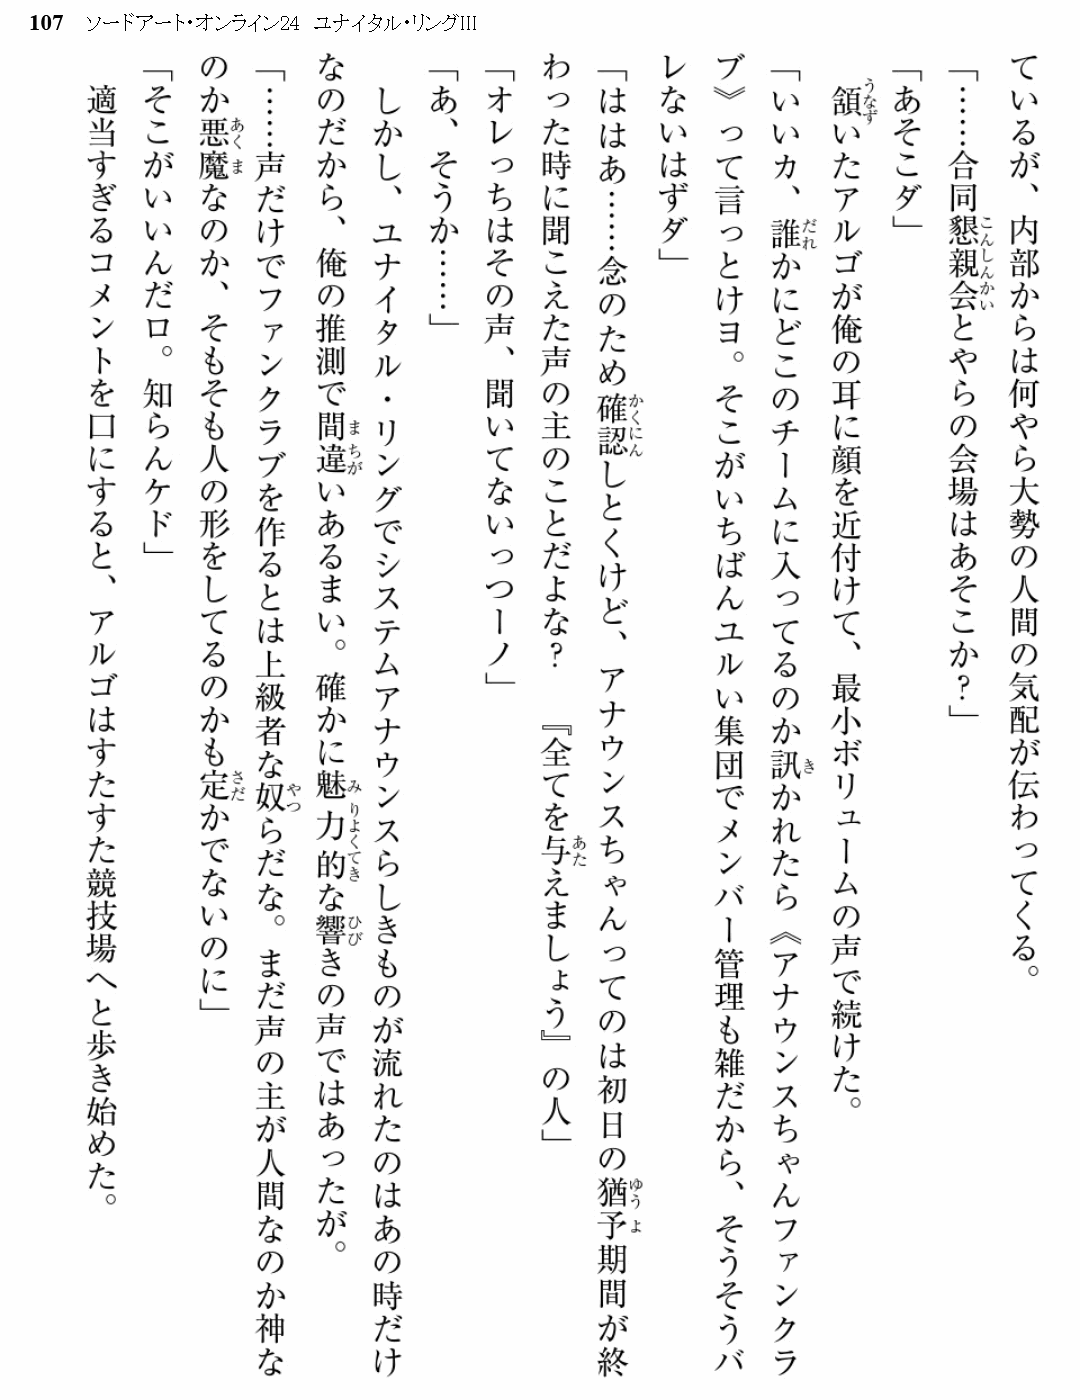 107　ソードアート・オンライン24　ユナイタル・リングIII
ているが、内部からは何やら大勢の人間の気配が伝わってくる。
「……合同懇親会とやらの会場はあそこか？」
「あそこダ」
　頷いたアルゴが俺の耳に顔を近付けて、最小ボリュームの声で続けた。
「いいカ、誰かにどこのチームに入ってるのか訊かれたら《アナウンスちゃんファンクラ
ブ》って言っとけヨ。そこがいちばんユルい集団でメンバー管理も雑だから、そうそうバ
レないはずダ」
「ははあ……念のため確認しとくけど、アナウンスちゃんってのは初日の猶予期間が終
わった時に聞こえた声の主のことだよな？　『全てを与えましょう』の人」
「オレっちはその声、聞いてないっつーノ」
「あ、そうか……」
　しかし、ユナイタル・リングでシステムアナウンスらしきものが流れたのはあの時だけ
なのだから、俺の推測で間違いあるまい。確かに魅力的な響きの声ではあったが。
「……声だけでファンクラブを作るとは上級者な奴らだな。まだ声の主が人間なのか神な
のか悪魔なのか、そもそも人の形をしてるのかも定かでないのに」
「そこがいいんだロ。知らんケド」
　適当すぎるコメントを口にすると、アルゴはすたすた競技場へと歩き始めた。